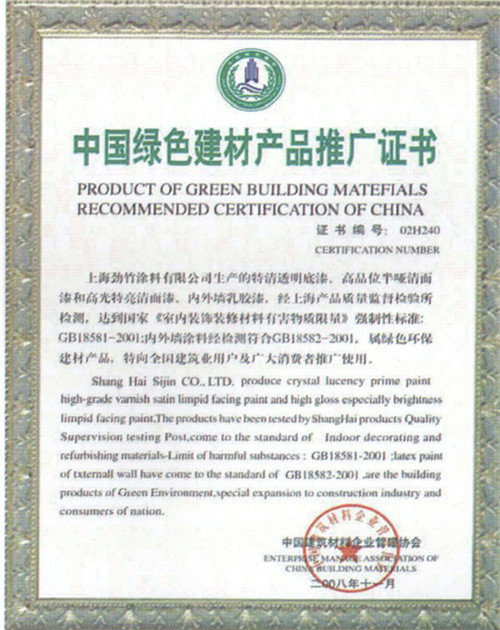 中国绿色建材产品推广证书
PRODUCT OF GREEN BUILDING MATEFIALS
RECOMMENDED CERTIFICATION OF CHINA
证书编号: 02H240
CERTIFICATION NUMBER
上海劲竹涂料有限公司生产的特清透明底漆、高品位半哑清面
漆和高光特亮清面漆、内外墙乳胶漆,经上海产品质量监督检验所
检测,达到国家《室内装饰装修材料有害物质限量》强制性标准:
GB18581-2001;内外墙涂料经检测符合GB18582-2001,属绿色环保
建材产品,特向全国建筑业用户及广大消费者推广使用。
Shang Hai Sijin CO., LTD. produce crystal lucency prime paint
high-grade varnish satin limpid facing paint and high gloss especially brightness
limpid facing paint.The products have been tested by ShangHai products Quality
Supervision testing Post,come to the standard of Indoor decorating and
refurbishing materials-Limit of harmful substances : GB18581-2001 ;latex paint
of txternall wall have come to the standard of GB18582-2001 ,are the building
products of Green Environment,special expansion to construction industry and
consumers of nation.
中国建筑材料企业管理协会
ENTERPRISE MANAGE ASSOCIATION OF
CHINA BUILDING MATERIALS
二00八年十一月